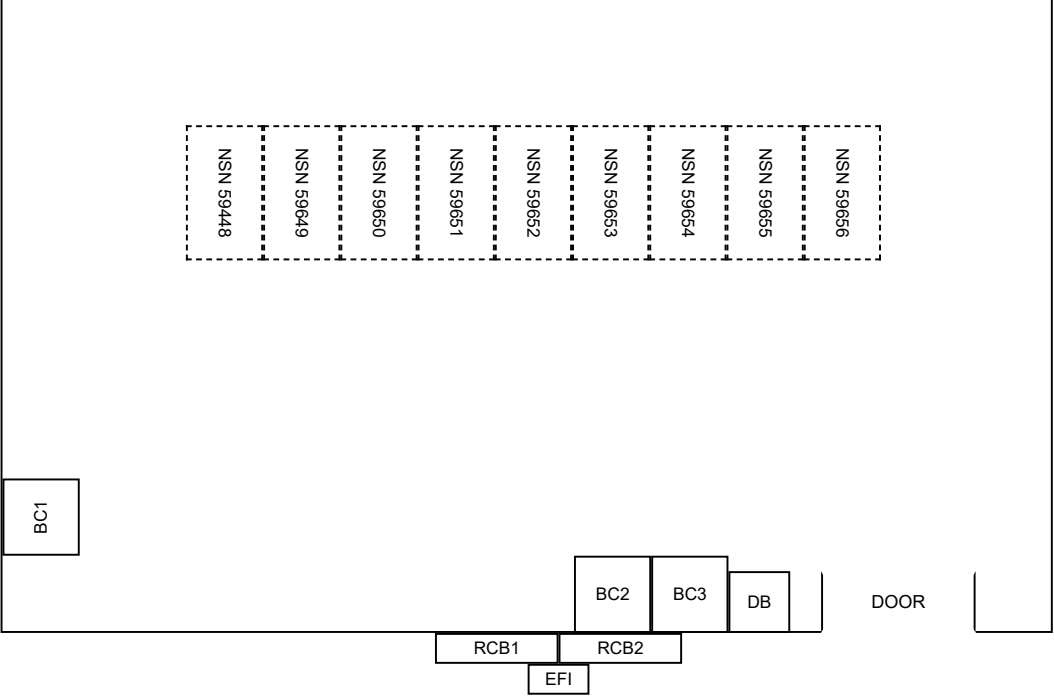 NSN 59448
NSN 59649
NSN 59650
NSN 59651
NSN 59652
NSN 59653
NSN 59654
NSN 59655
NSN 59656
BC1
BC2
BC3
DB
DOOR
RCB1
RCB2
EFI